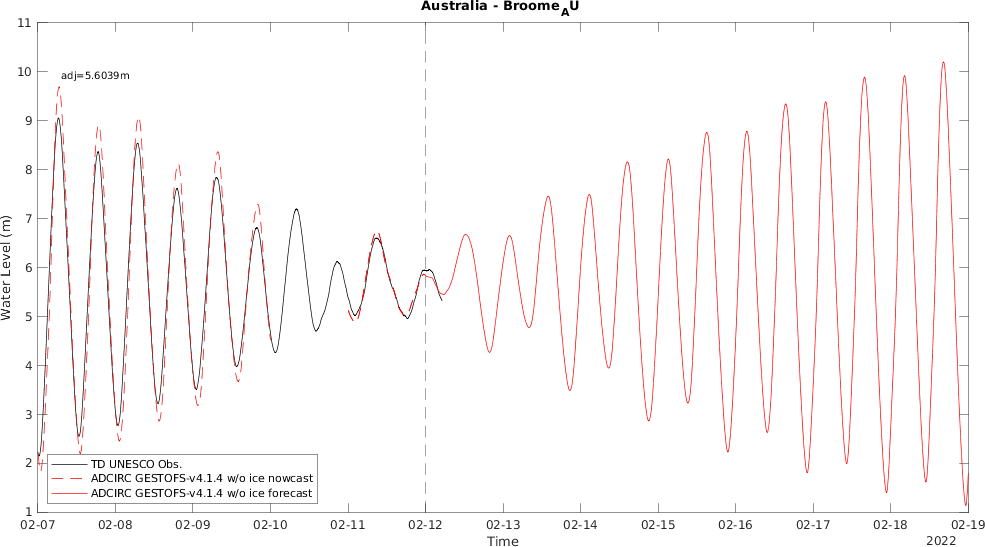 Australia - Broome_AU
adj=5.6039m
11
10
9
8
7
6
5
4
3
2
1
Water Level (m)
TD UNESCO Obs.
ADCIRC GESTOFS-v4.1.4 w/o ice nowcast
ADCIRC GESTOFS-v4.1.4 w/o ice forecast
02-07 02-08 02-09 02-10 02-11 02-12 02-13 02-14 02-15 02-16 02-17 02-18 02-19
Time
2022